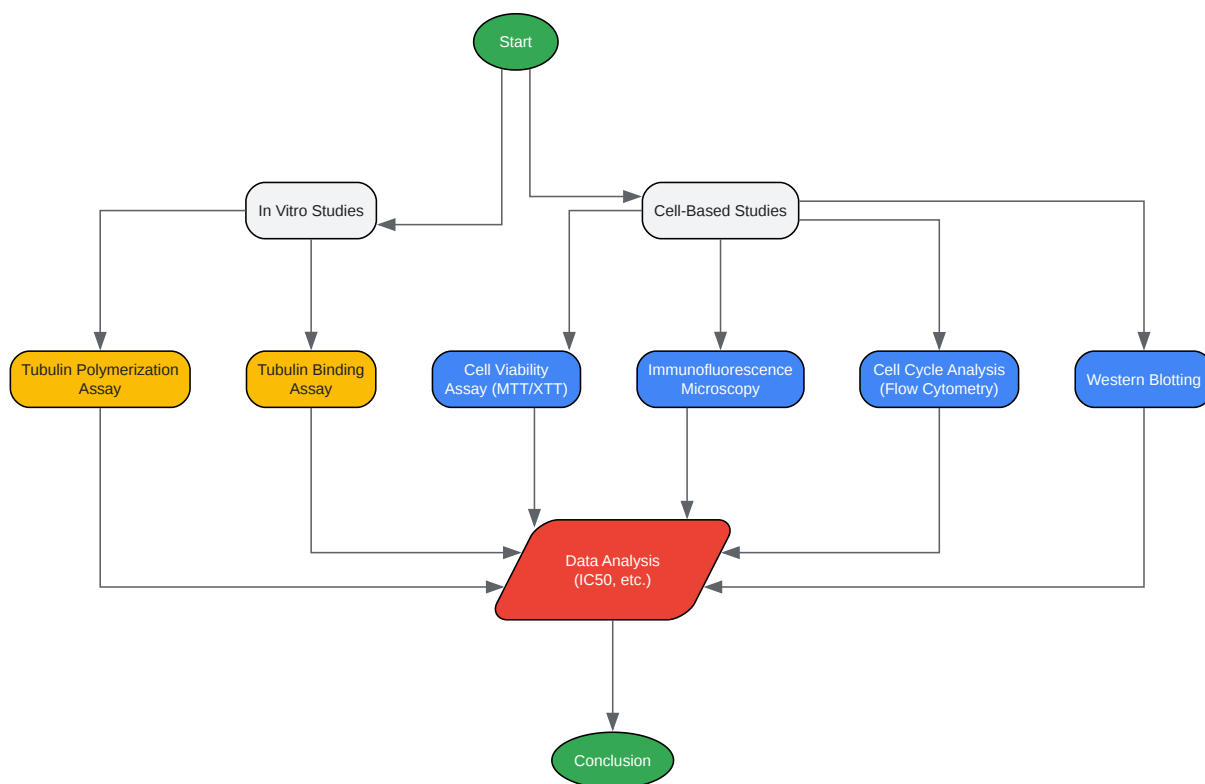 Start
In Vitro Studies
Cell-Based Studies
Tubulin Polymerization
Assay
Tubulin Binding
Assay
Cell Viability
Assay (MTT/XTT)
Immunofluorescence
Microscopy
Cell Cycle Analysis
(Flow Cytometry)
Western Blotting
Data Analysis
(IC50, etc.)
Conclusion